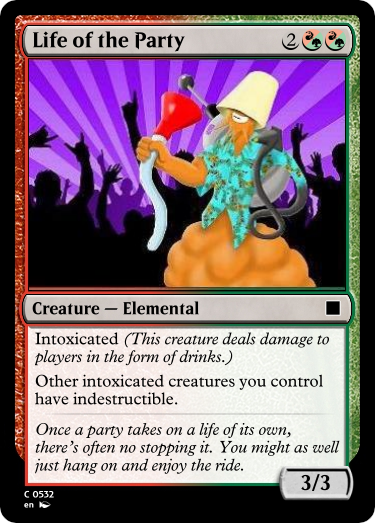 Life of the Party 2
Creature — Elemental
Intoxicated (This creature deals damage to
players in the form of drinks.)
Other intoxicated creatures you control
have indestructible.
Once a party takes on a life of its own,
there's often no stopping it. You might as well
just hang on and enjoy the ride.
3/3
C 0532
en